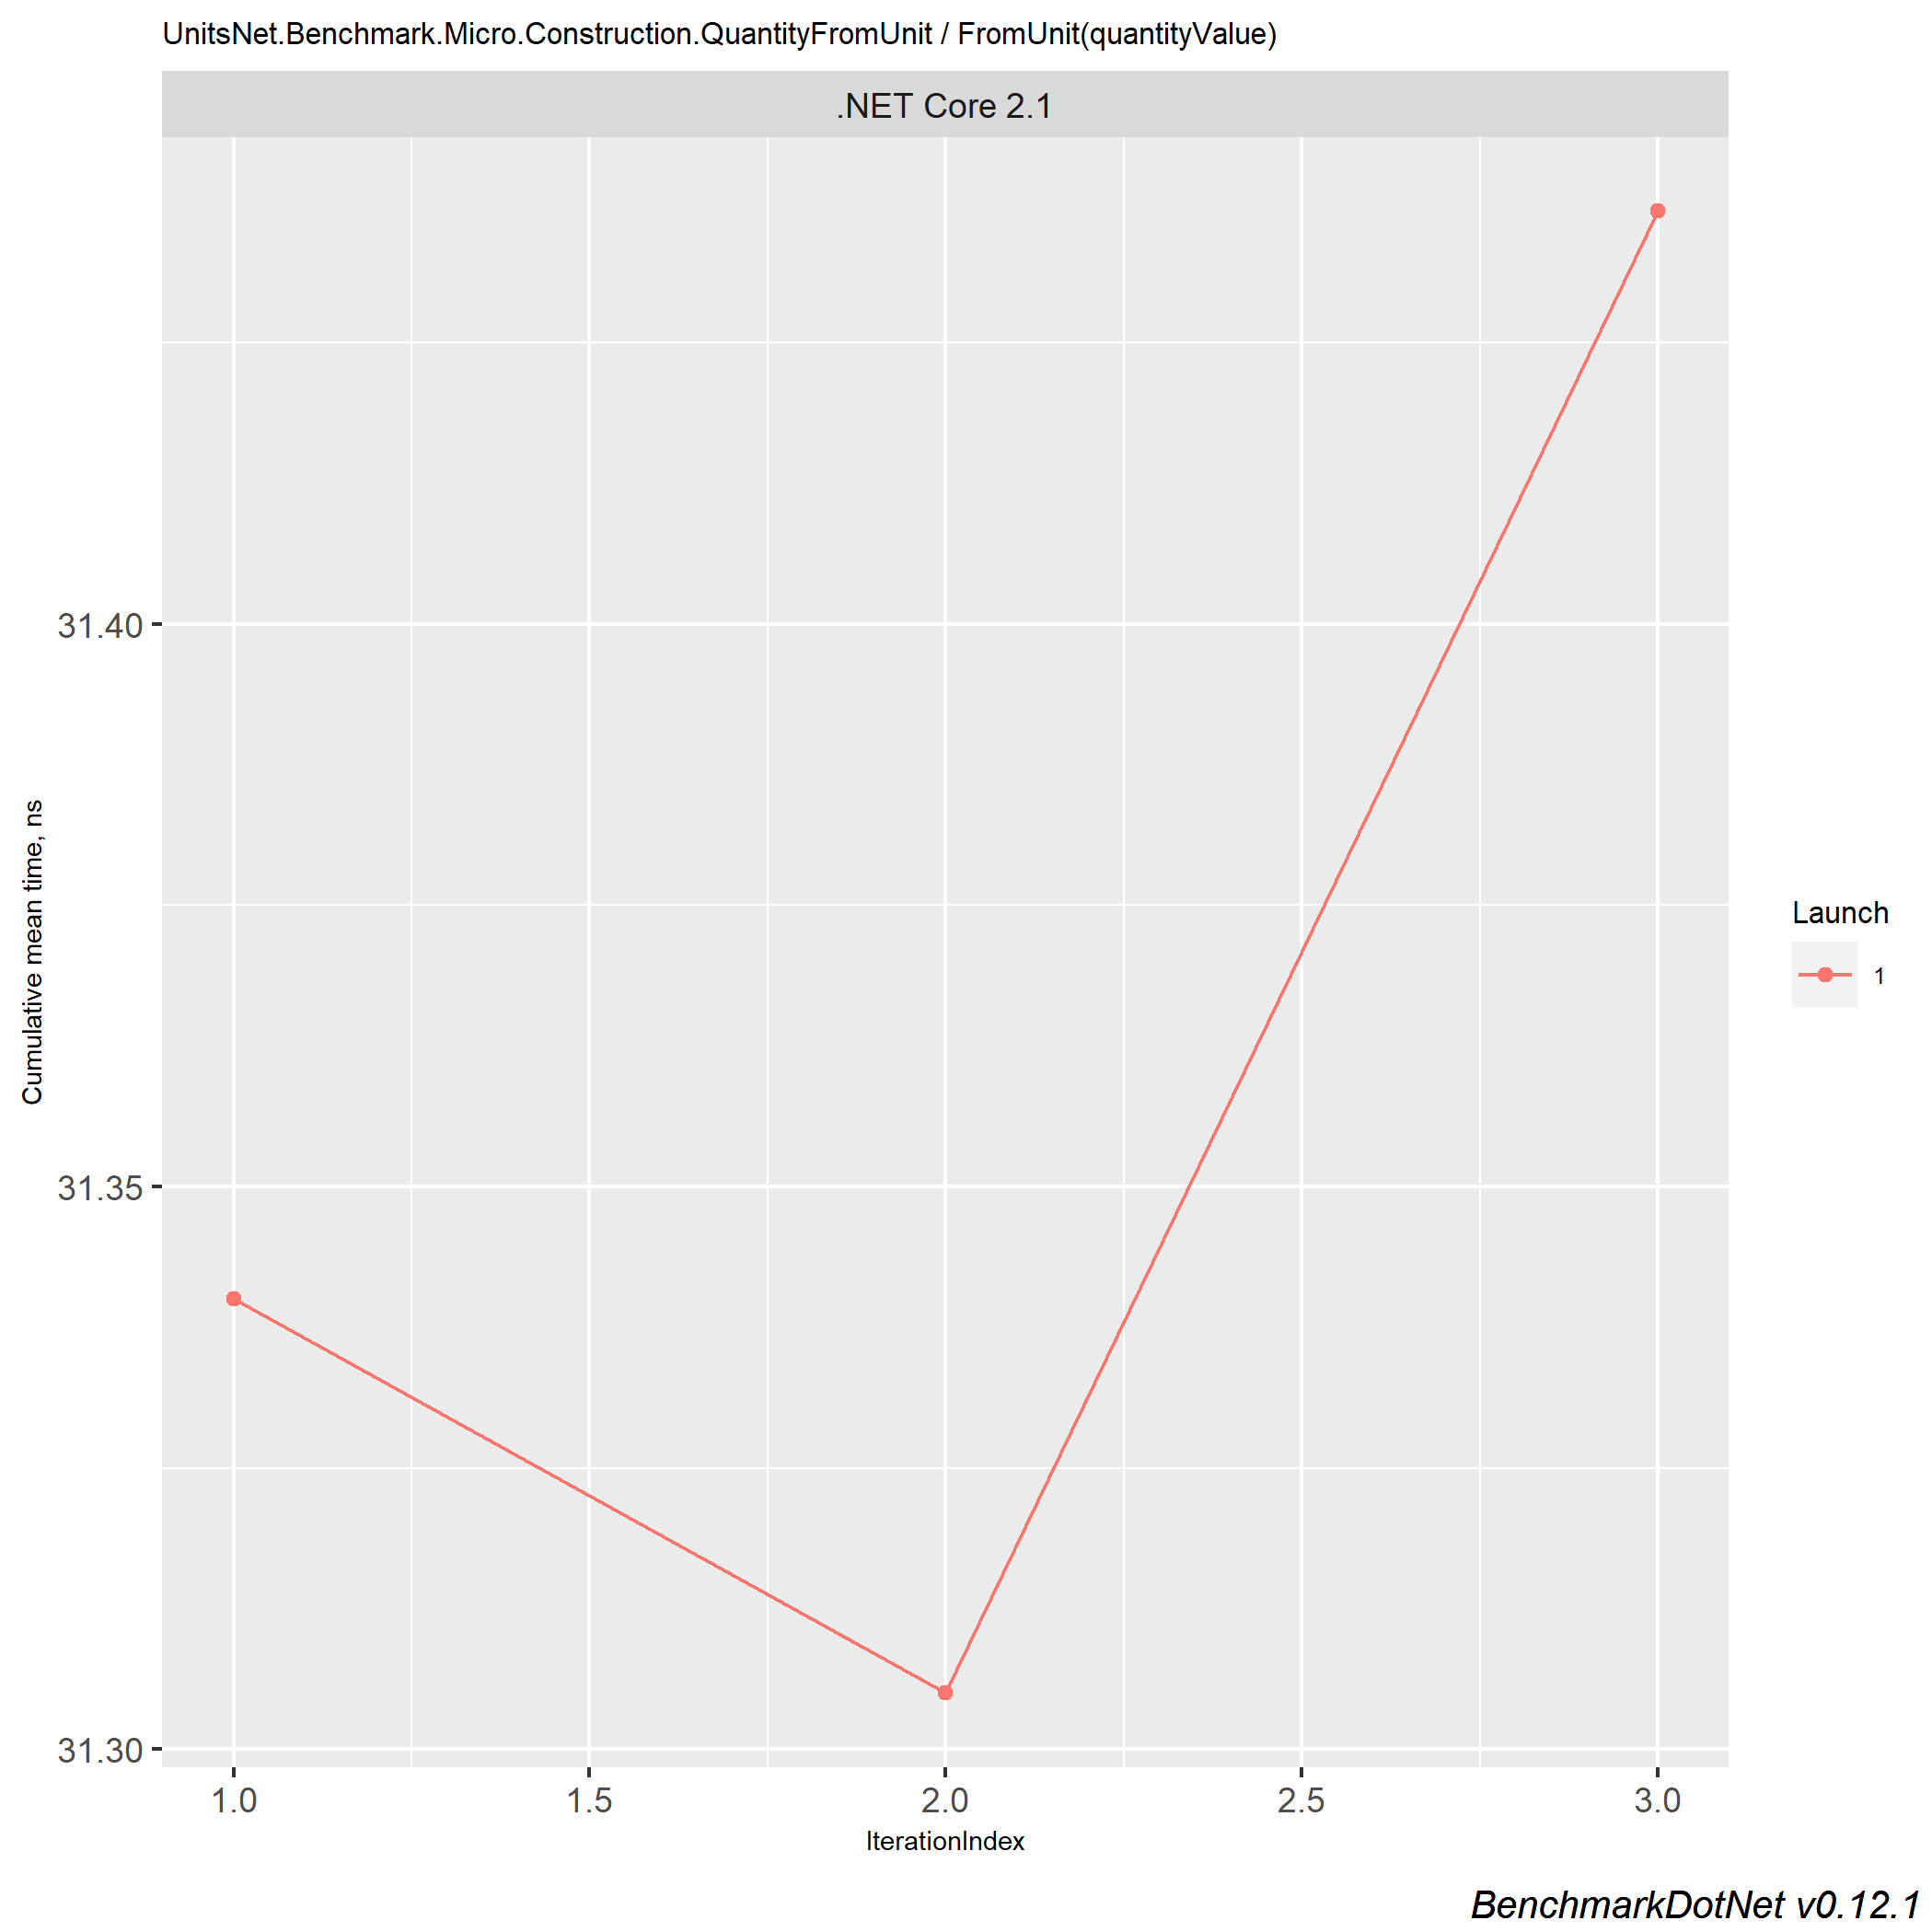 UnitsNet.Benchmark.Micro.Construction.QuantityFromUnit / FromUnit(quantityValue)
.NET Core 2.1
31.40
31.35
31.30
Cumulative mean time, ns
1.0 1.5 2.0 2.5 3.0
IterationIndex
Launch
1
BenchmarkDotNet v0.12.1